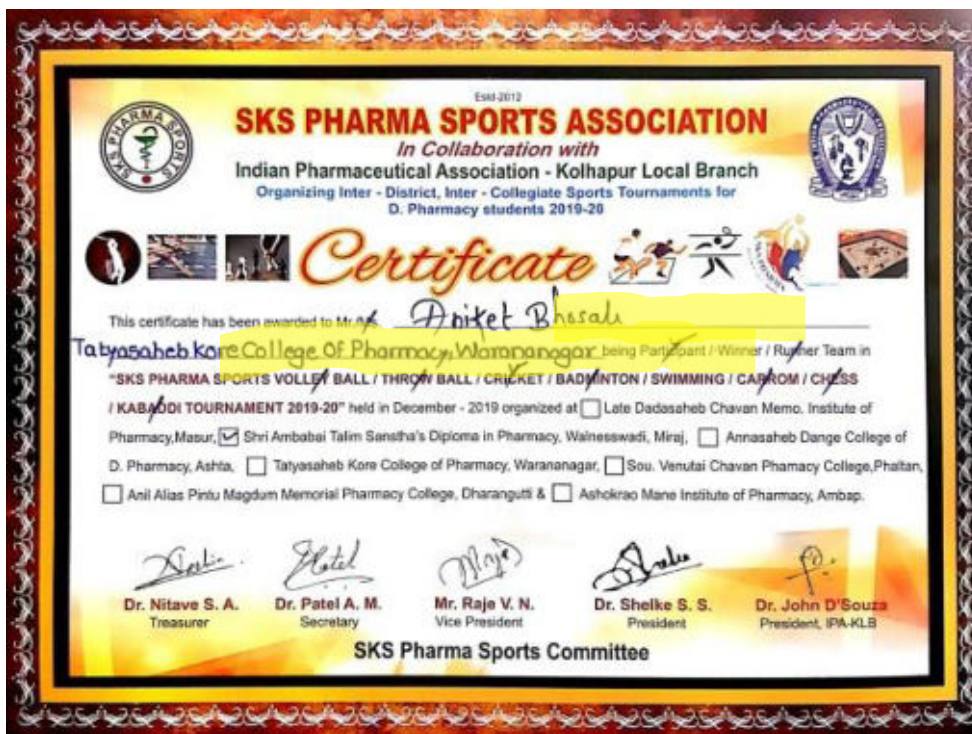 Estd-2012
SKS PHARMA SPORTS
SKS PHARMA SPORTS ASSOCIATION
In Collaboration with
Indian Pharmaceutical Association - Kolhapur Local Branch
Organizing Inter - District, Inter - Collegiate Sports Tournaments for
D. Pharmacy students 2019-20
Certificate
This certificate has been awarded to Mr. Aniket Bhosale
Tatyasaheb Kore College Of Pharmacy, Warananagar being Participant / Winner / Runner Team in
"SKS PHARMA SPORTS VOLLEY BALL / THROW BALL / CRICKET / BADMINTON / SWIMMING / CARROM / CHESS
/ KABADDI TOURNAMENT 2019-20" held in December - 2019 organized at Late Dadasaheb Chavan Memo. Institute of
Pharmacy,Masur, Shri Ambabai Talim Sanstha's Diploma in Pharmacy, Walnesswadi, Miraj, Annasaheb Dange College of
D. Pharmacy, Ashta, Tatyasaheb Kore College of Pharmacy, Warananagar, Sou. Venutai Chavan Phamacy College,Phaltan,
Anil Alias Pintu Magdum Memorial Pharmacy College, Dharangutti & Ashokrao Mane Institute of Pharmacy, Ambap.
Dr. Nitave S. A. Dr. Patel A. M. Mr. Raje V. N. Dr. Shelke S. S. Dr. John D'Souza
Treasurer Secretary Vice President President President, IPA-KLB
SKS Pharma Sports Committee